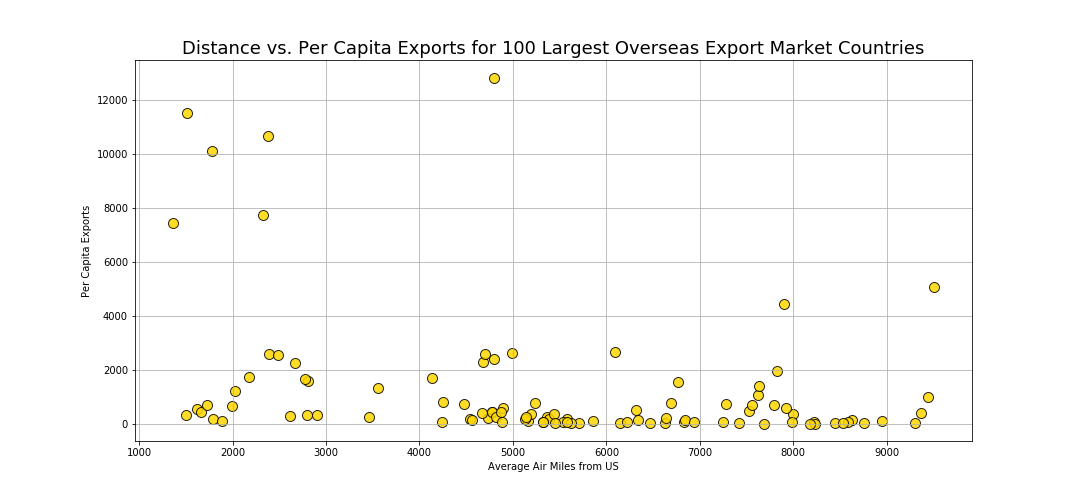 Distance vs. Per Capita Exports for 100 Largest Overseas Export Market Countries
12000
10000
8000
6000
4000
2000
0
Per Capita Exports
1000 2000 3000 4000 5000 6000 7000 8000 9000
Average Air Miles from US